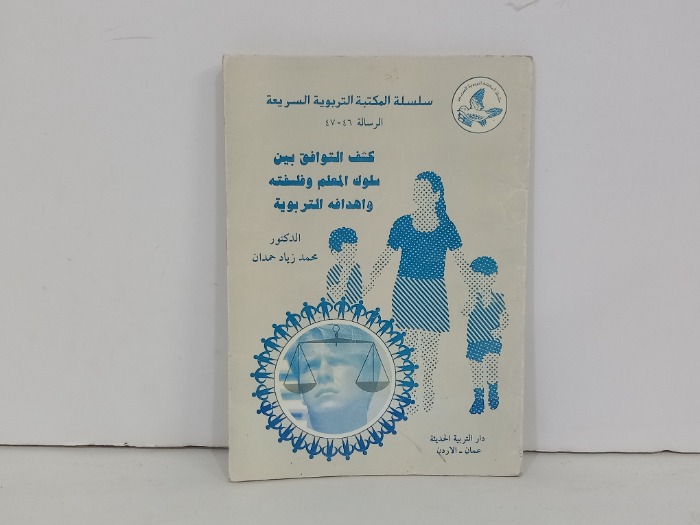 سلسلة المكتبة التربوية السريعة
الرسالة ٤٦-٤٧
كشف التوافق بين
سلوك المعلم وفلسفته
واهدافه التربوية
الدكتور
محمد زياد حمدان
دار التربية الحديثة
عمان - الأردن